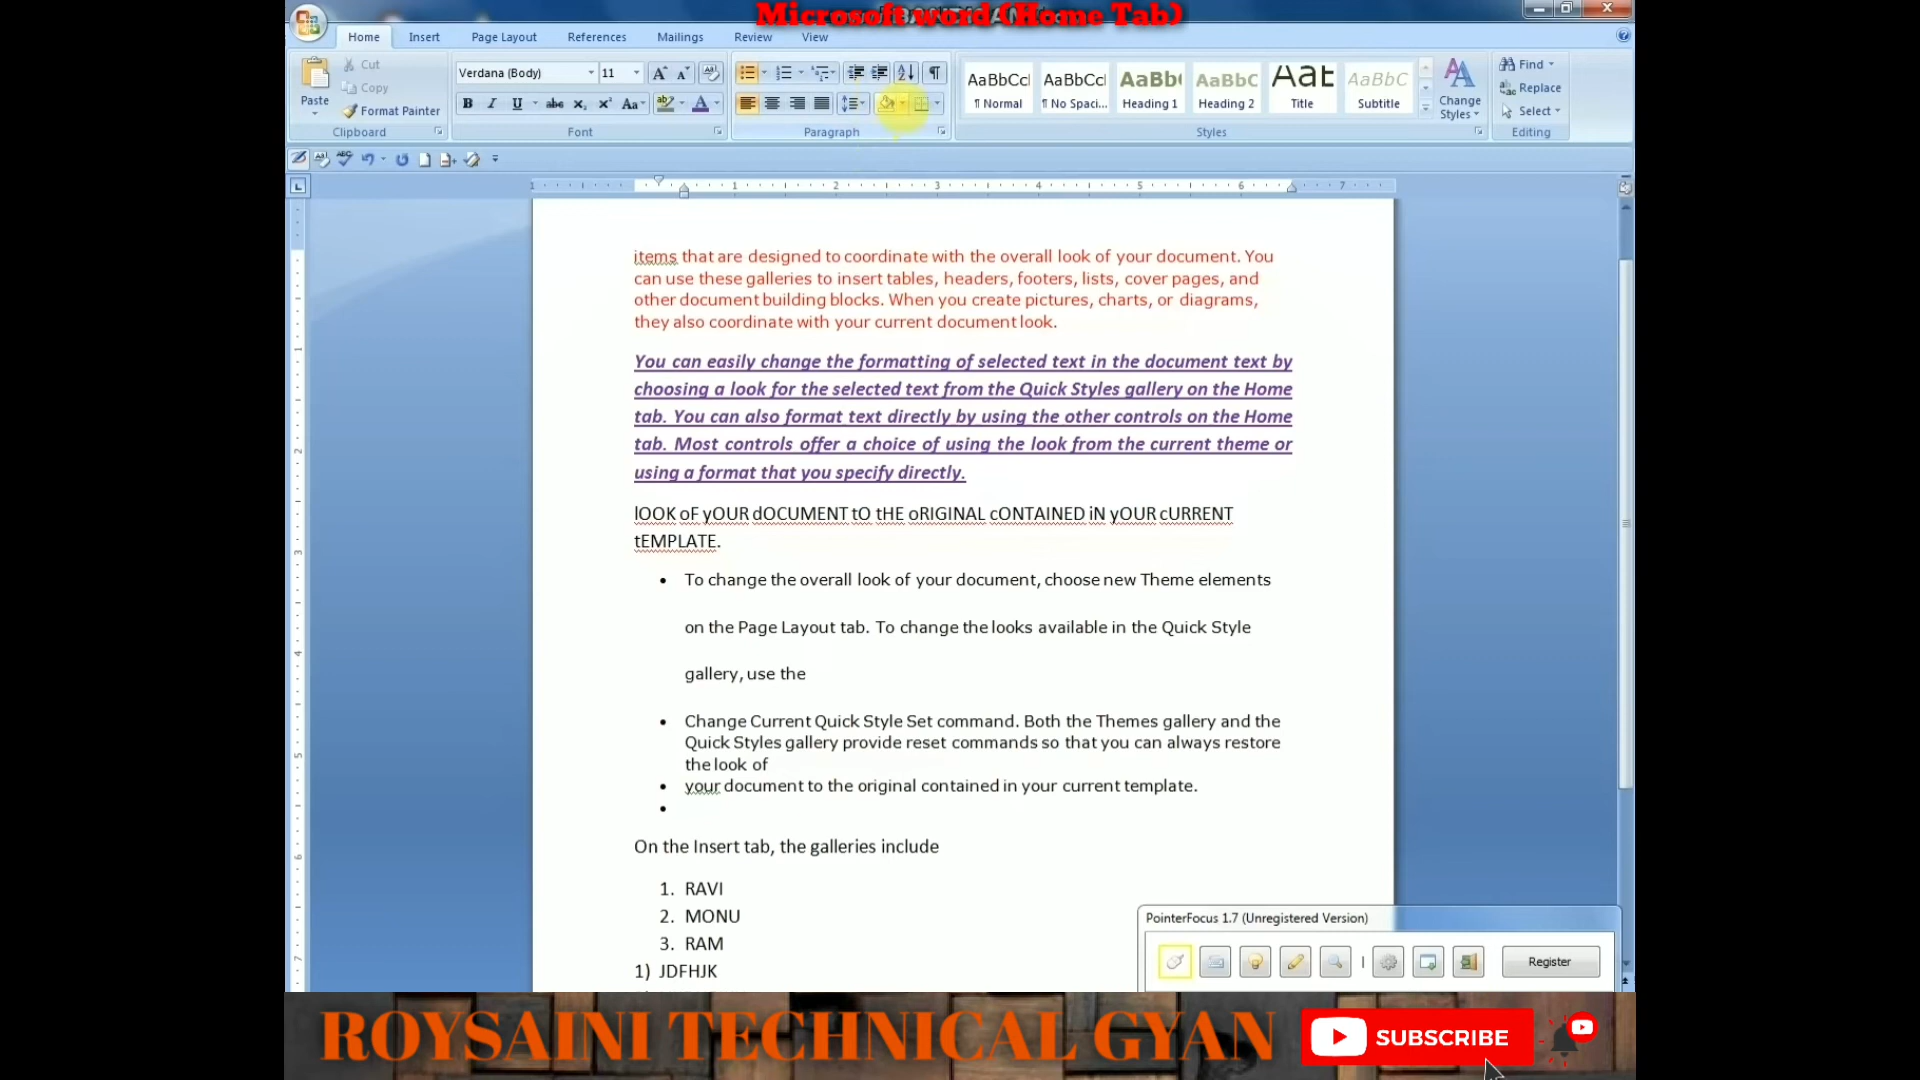 Microsoft word (Home Tab)
Home Insert Page Layout References Mailings Review View
Cut
Copy
Format Painter
Paste
Clipboard
Verdana (Body) 11
B I U abc x₂ x² Aa
Font
Paragraph
AaBbCcI AaBbCcI AaBbC AaBbC AaB AaBbC
¶ Normal ¶ No Spaci... Heading 1 Heading 2 Title Subtitle
Change
Styles
Styles
Find
Replace
Select
Editing
1 1 2 3 4 5 6 7
items that are designed to coordinate with the overall look of your document. You
can use these galleries to insert tables, headers, footers, lists, cover pages, and
other document building blocks. When you create pictures, charts, or diagrams,
they also coordinate with your current document look.
You can easily change the formatting of selected text in the document text by
choosing a look for the selected text from the Quick Styles gallery on the Home
tab. You can also format text directly by using the other controls on the Home
tab. Most controls offer a choice of using the look from the current theme or
using a format that you specify directly.
lOOK oF yOUR dOCUMENT tO tHE oRIGINAL cONTAINED iN yOUR cURRENT
tEMPLATE.
• To change the overall look of your document, choose new Theme elements
on the Page Layout tab. To change the looks available in the Quick Style
gallery, use the
• Change Current Quick Style Set command. Both the Themes gallery and the
Quick Styles gallery provide reset commands so that you can always restore
the look of
• your document to the original contained in your current template.
•
On the Insert tab, the galleries include
1. RAVI
2. MONU
3. RAM
1) JDFHJK
PointerFocus 1.7 (Unregistered Version)
Register
ROYSAINI TECHNICAL GYAN
SUBSCRIBE